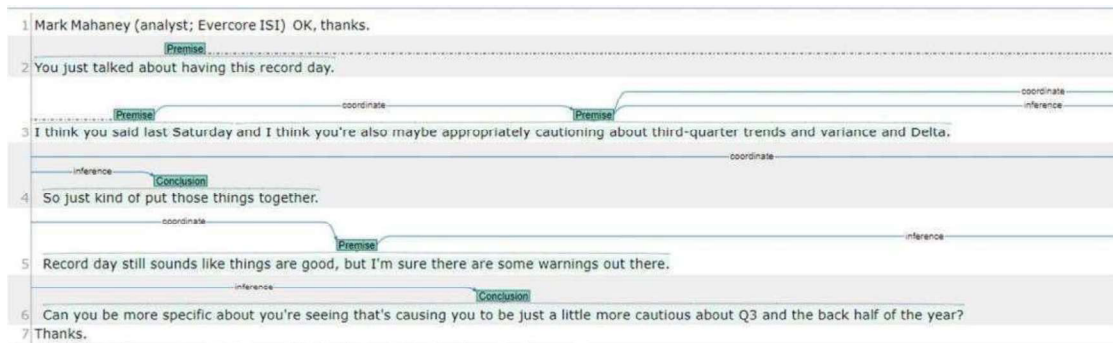 1 Mark Mahaney (analyst; Evercore ISI) OK, thanks.
Premise
2 You just talked about having this record day.
coordinate
Premise coordinate Premise inference
3 I think you said last Saturday and I think you're also maybe appropriately cautioning about third-quarter trends and variance and Delta.
coordinate
inference
Conclusion
4 So just kind of put those things together.
coordinate
Premise inference
5 Record day still sounds like things are good, but I'm sure there are some warnings out there.
inference
Conclusion
6 Can you be more specific about you're seeing that's causing you to be just a little more cautious about Q3 and the back half of the year?
7 Thanks.